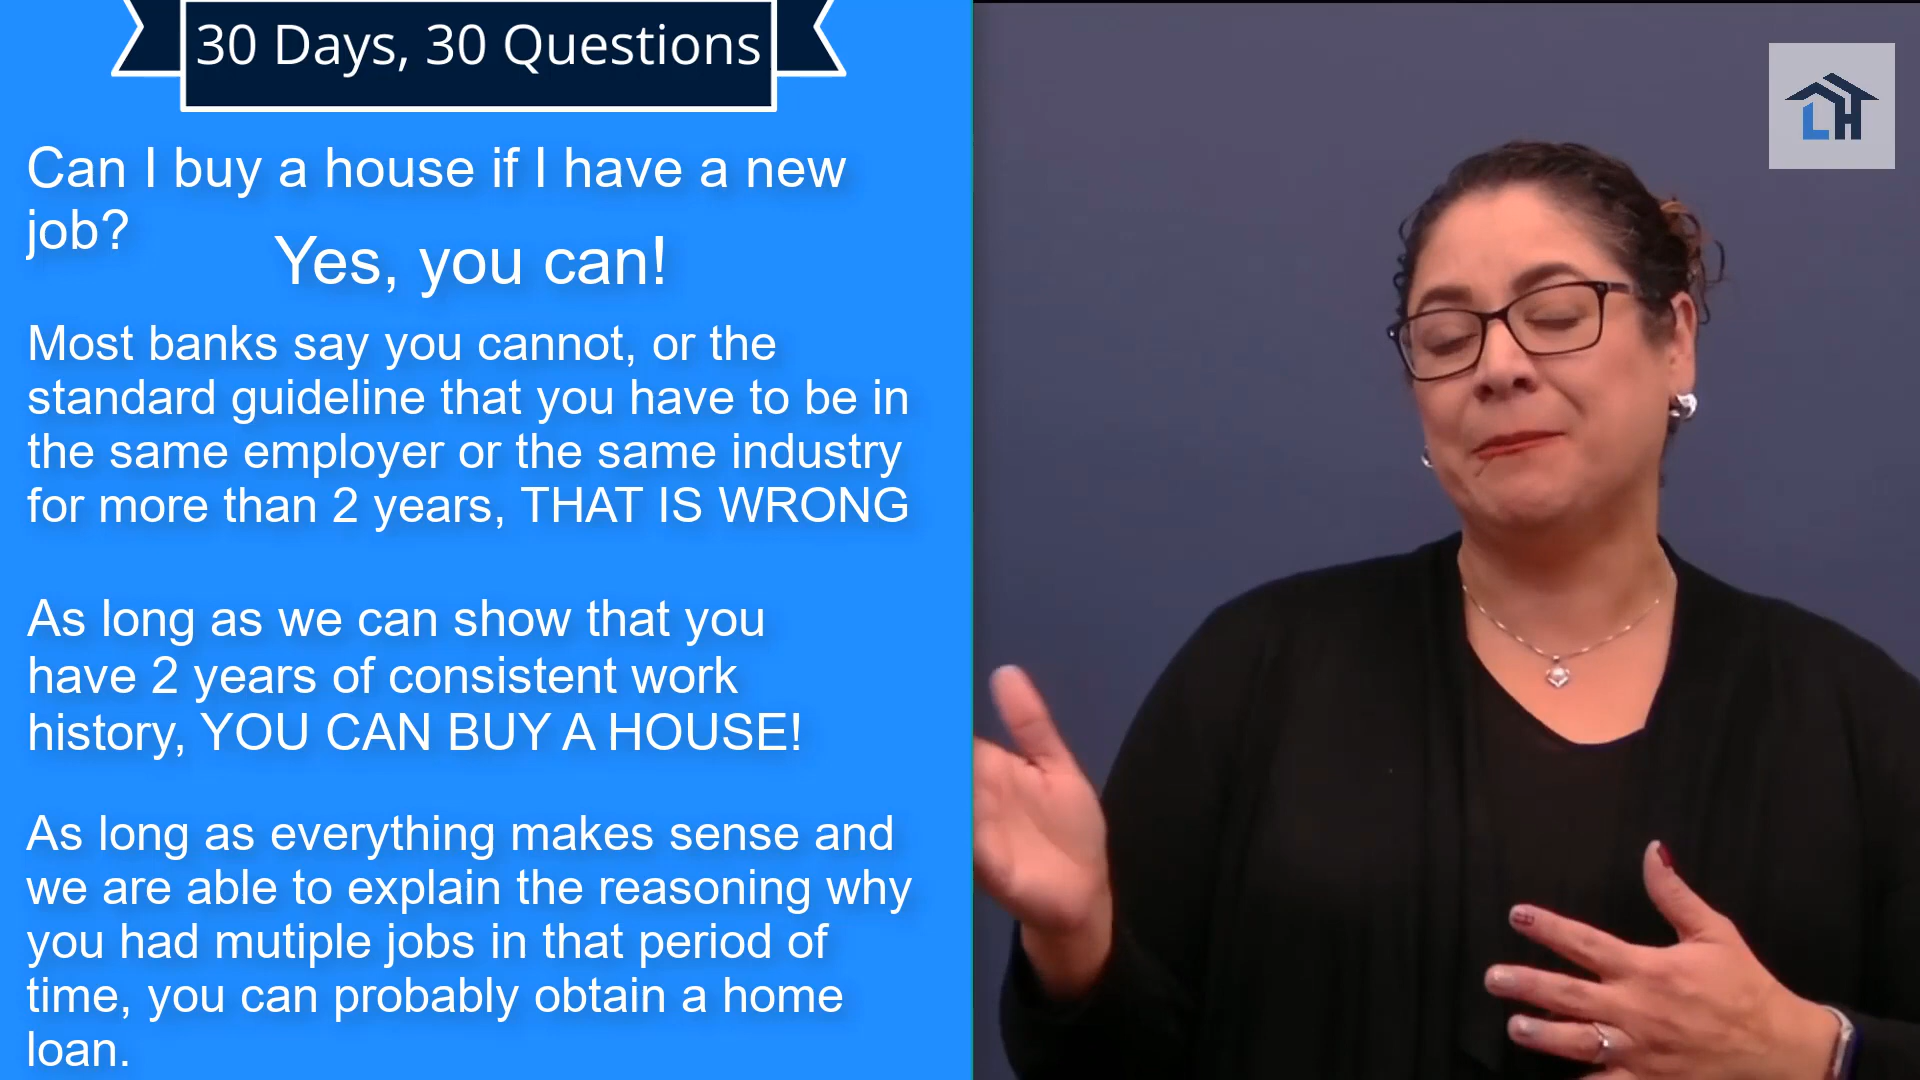 30 Days, 30 Questions
Can I buy a house if I have a new
job?
Yes, you can!
Most banks say you cannot, or the
standard guideline that you have to be in
the same employer or the same industry
for more than 2 years, THAT IS WRONG
As long as we can show that you
have 2 years of consistent work
history, YOU CAN BUY A HOUSE!
As long as everything makes sense and
we are able to explain the reasoning why
you had mutiple jobs in that period of
time, you can probably obtain a home
loan.
LH